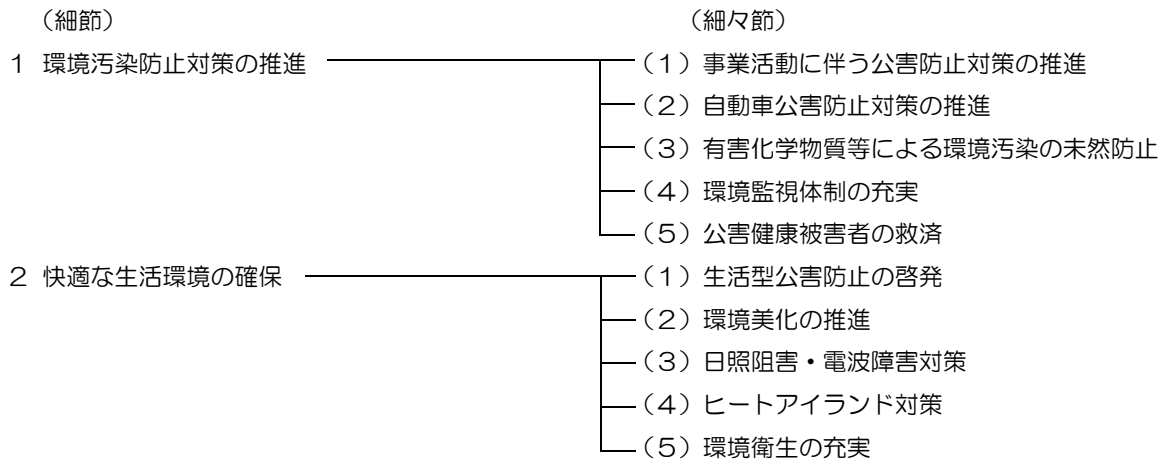 （細節） （細々節）
１ 環境汚染防止対策の推進 （１）事業活動に伴う公害防止対策の推進
（２）自動車公害防止対策の推進
（３）有害化学物質等による環境汚染の未然防止
（４）環境監視体制の充実
（５）公害健康被害者の救済
２ 快適な生活環境の確保 （１）生活型公害防止の啓発
（２）環境美化の推進
（３）日照阻害・電波障害対策
（４）ヒートアイランド対策
（５）環境衛生の充実